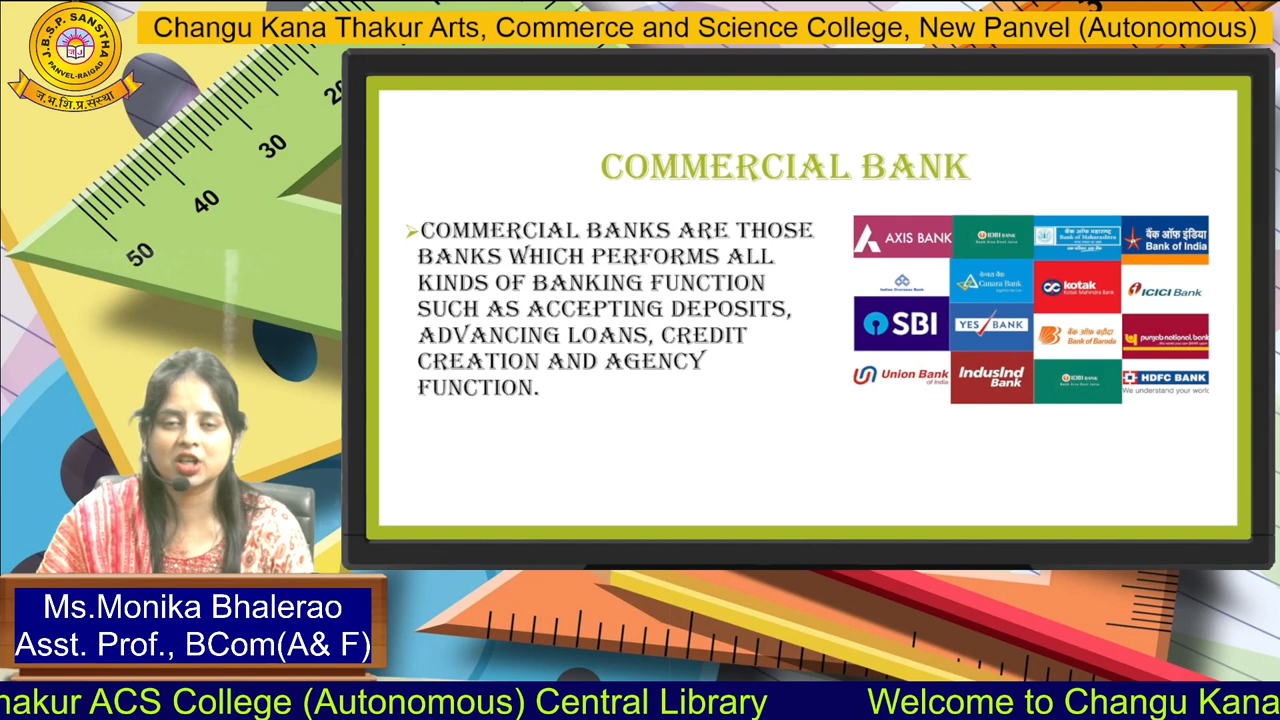 Changu Kana Thakur Arts, Commerce and Science College, New Panvel (Autonomous)
J.B.S.P. SANSTHA
PANVEL-RAIGAD
ज.भ.शि.प्र.संस्था
20
30
40
50
COMMERCIAL BANK
COMMERCIAL BANKS ARE THOSE
BANKS WHICH PERFORMS ALL
KINDS OF BANKING FUNCTION
SUCH AS ACCEPTING DEPOSITS,
ADVANCING LOANS, CREDIT
CREATION AND AGENCY
FUNCTION.
AXIS BANK
IDBI BANK
बैंक ऑफ महाराष्ट्र
Bank of Maharashtra
बैंक ऑफ इंडिया
Bank of India
Indian Overseas Bank
Canara Bank
kotak
Kotak Mahindra Bank
ICICI Bank
SBI
YES BANK
बैंक ऑफ बड़ौदा
Bank of Baroda
punjab national bank
Union Bank
of India
IndusInd
Bank
IDBI BANK
HDFC BANK
We understand your world
Ms.Monika Bhalerao
Asst. Prof., BCom(A& F)
hakur ACS College (Autonomous) Central Library Welcome to Changu Kana